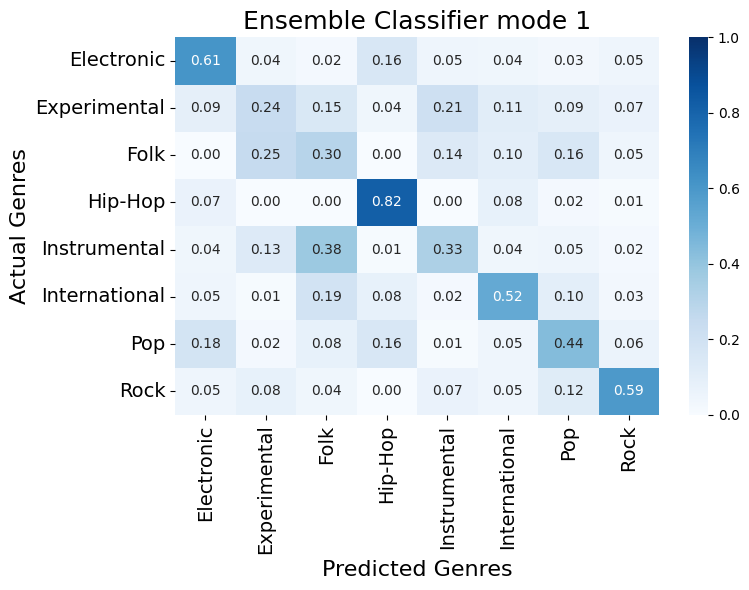 Ensemble Classifier mode 1
Actual Genres
Electronic 0.61 0.04 0.02 0.16 0.05 0.04 0.03 0.05
Experimental 0.09 0.24 0.15 0.04 0.21 0.11 0.09 0.07
Folk 0.00 0.25 0.30 0.00 0.14 0.10 0.16 0.05
Hip-Hop 0.07 0.00 0.00 0.82 0.00 0.08 0.02 0.01
Instrumental 0.04 0.13 0.38 0.01 0.33 0.04 0.05 0.02
International 0.05 0.01 0.19 0.08 0.02 0.52 0.10 0.03
Pop 0.18 0.02 0.08 0.16 0.01 0.05 0.44 0.06
Rock 0.05 0.08 0.04 0.00 0.07 0.05 0.12 0.59
Electronic Experimental Folk Hip-Hop Instrumental International Pop Rock
Predicted Genres
1.0
0.8
0.6
0.4
0.2
0.0